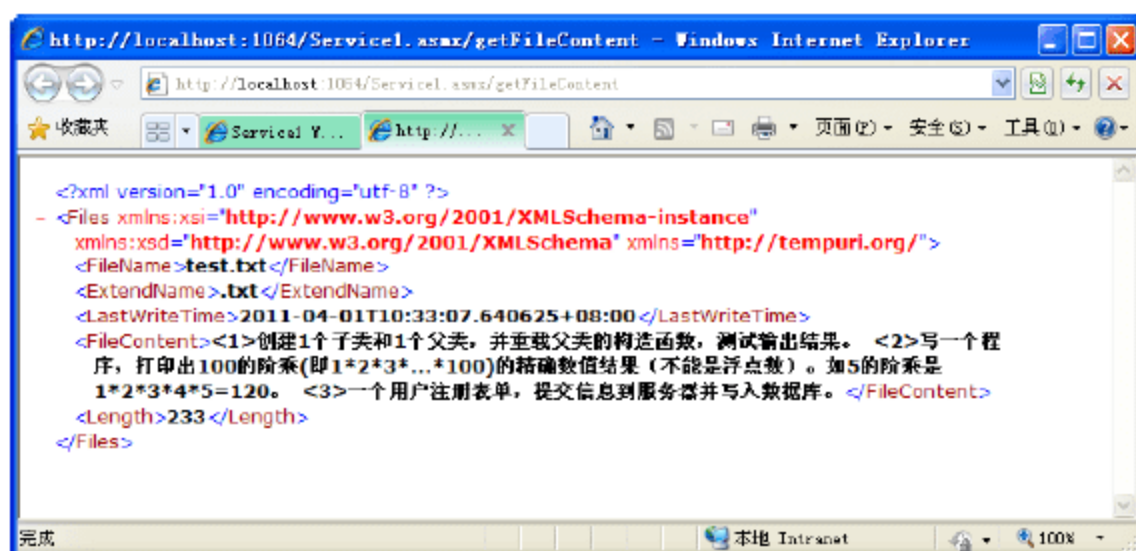 http://localhost:1064/Service1.asmx/getFileContent - Windows Internet Explorer
http://localhost:1064/Service1.asmx/getFileContent
收藏夹 Service1 W... http://... 页面(P) 安全(S) 工具(O)
<?xml version="1.0" encoding="utf-8" ?>
- <Files xmlns:xsi="http://www.w3.org/2001/XMLSchema-instance"
xmlns:xsd="http://www.w3.org/2001/XMLSchema" xmlns="http://tempuri.org/">
<FileName>test.txt</FileName>
<ExtendName>.txt</ExtendName>
<LastWriteTime>2011-04-01T10:33:07.640625+08:00</LastWriteTime>
<FileContent><1>创建1个子类和1个父类，并重载父类的构造函数，测试输出结果。 <2>写一个程
序，打印出100的阶乘(即1*2*3*...*100)的精确数值结果（不能是浮点数）。如5的阶乘是
1*2*3*4*5=120。 <3>一个用户注册表单，提交信息到服务器并写入数据库。</FileContent>
<Length>233</Length>
</Files>
完成 本地 Intranet 100%